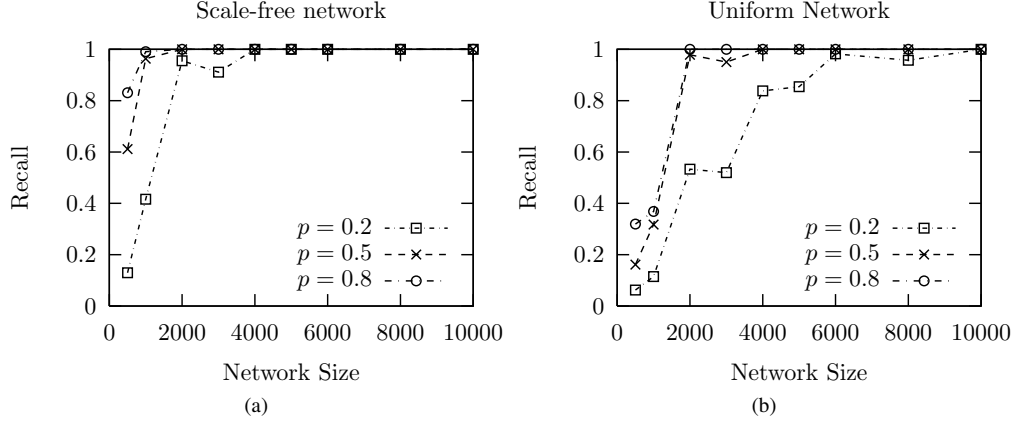 Scale-free network
Recall
1
0.8
0.6
0.4
0.2
0
p = 0.2
p = 0.5
p = 0.8
0 2000 4000 6000 8000 10000
Network Size
(a)
Uniform Network
Recall
1
0.8
0.6
0.4
0.2
0
p = 0.2
p = 0.5
p = 0.8
0 2000 4000 6000 8000 10000
Network Size
(b)